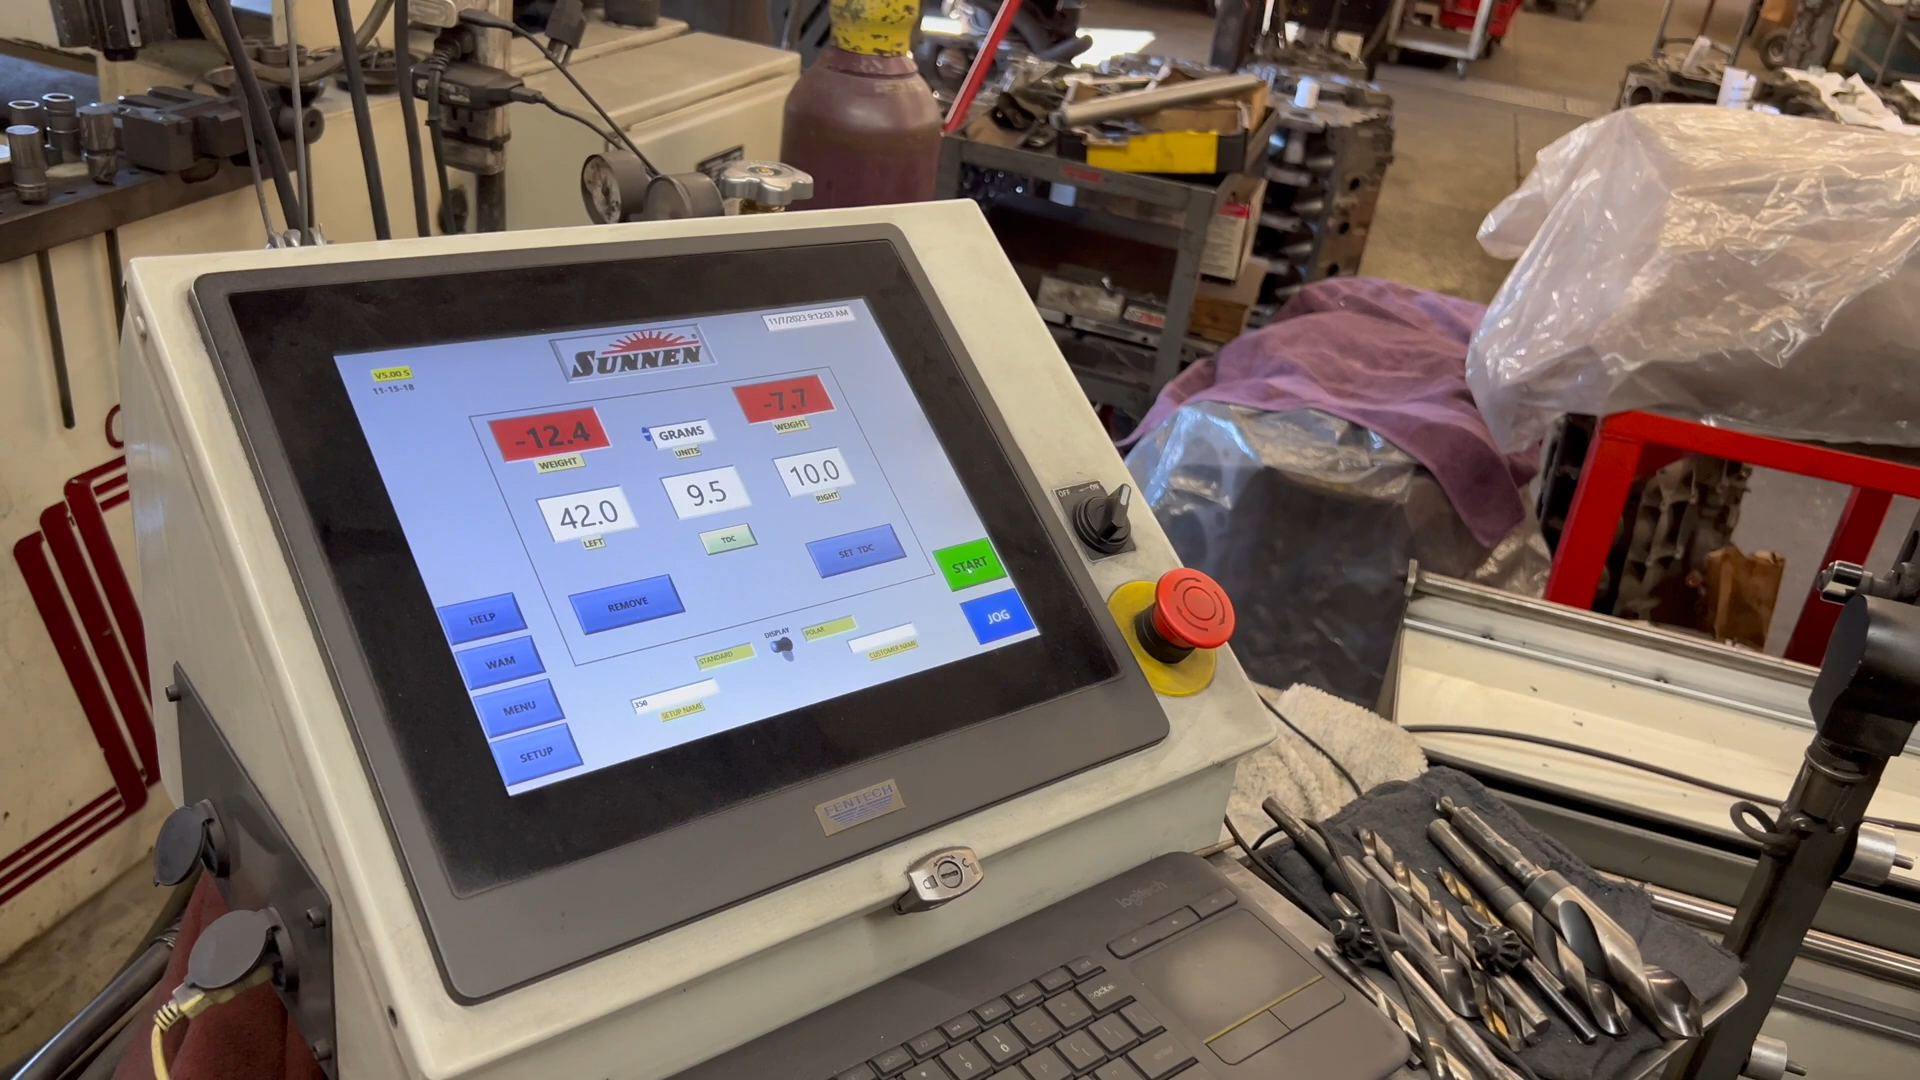 SUNNEN
11/7/2023 9:12:03 AM
V5.00 S
11-13-18
-12.4
WEIGHT
GRAMS
UNITS
-7.7
WEIGHT
42.0
LEFT
9.5
TDC
10.0
RIGHT
SET TDC
REMOVE
START
JOG
HELP
WAM
MENU
SETUP
DISPLAY
STANDARD
POLAR
CUSTOMER NAME
350
SETUP NAME
OFF
ON
FENTECH
logitech